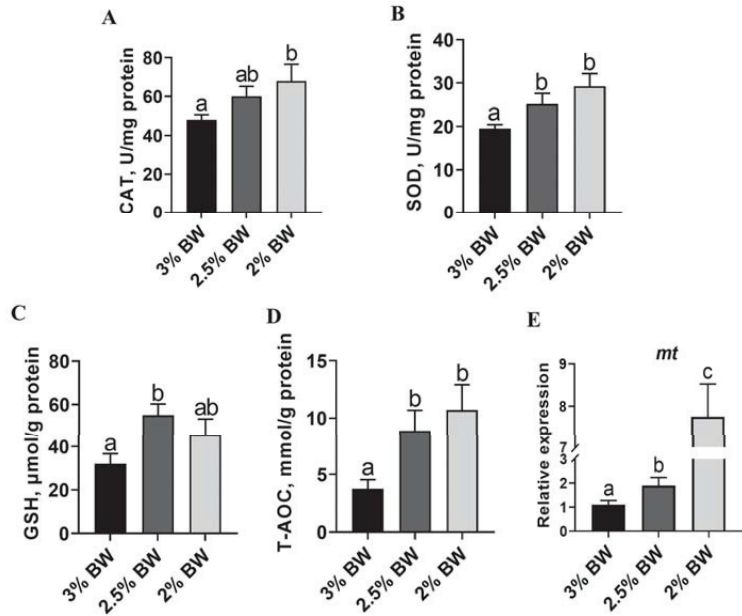 A
CAT, U/mg protein
80
60
40
20
0
a
ab
b
3% BW
2.5% BW
2% BW
B
SOD, U/mg protein
40
30
20
10
0
a
b
b
3% BW
2.5% BW
2% BW
C
GSH, μmol/g protein
80
60
40
20
0
a
b
ab
3% BW
2.5% BW
2% BW
D
T-AOC, mmol/g protein
15
10
5
0
a
b
b
3% BW
2.5% BW
2% BW
E
mt
Relative expression
9
8
7
3
2
1
0
a
b
c
3% BW
2.5% BW
2% BW